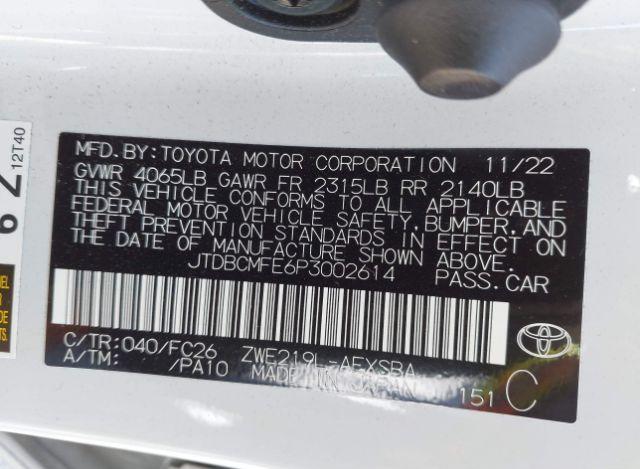 MFD.BY:TOYOTA MOTOR CORPORATION 11/22
GVWR 4065LB GAWR FR 2315LB RR 2140LB
THIS VEHICLE CONFORMS TO ALL APPLICABLE
FEDERAL MOTOR VEHICLE SAFETY,BUMPER,AND
THEFT PREVENTION STANDARDS IN EFFECT ON
THE DATE OF MANUFACTURE SHOWN ABOVE.
JTDBCMFE6P3002614 PASS.CAR
C/TR:040/FC26 ZWE219L-AEXSBA
A/TM: /PA10 MADE IN JAPAN 151 C
12T40